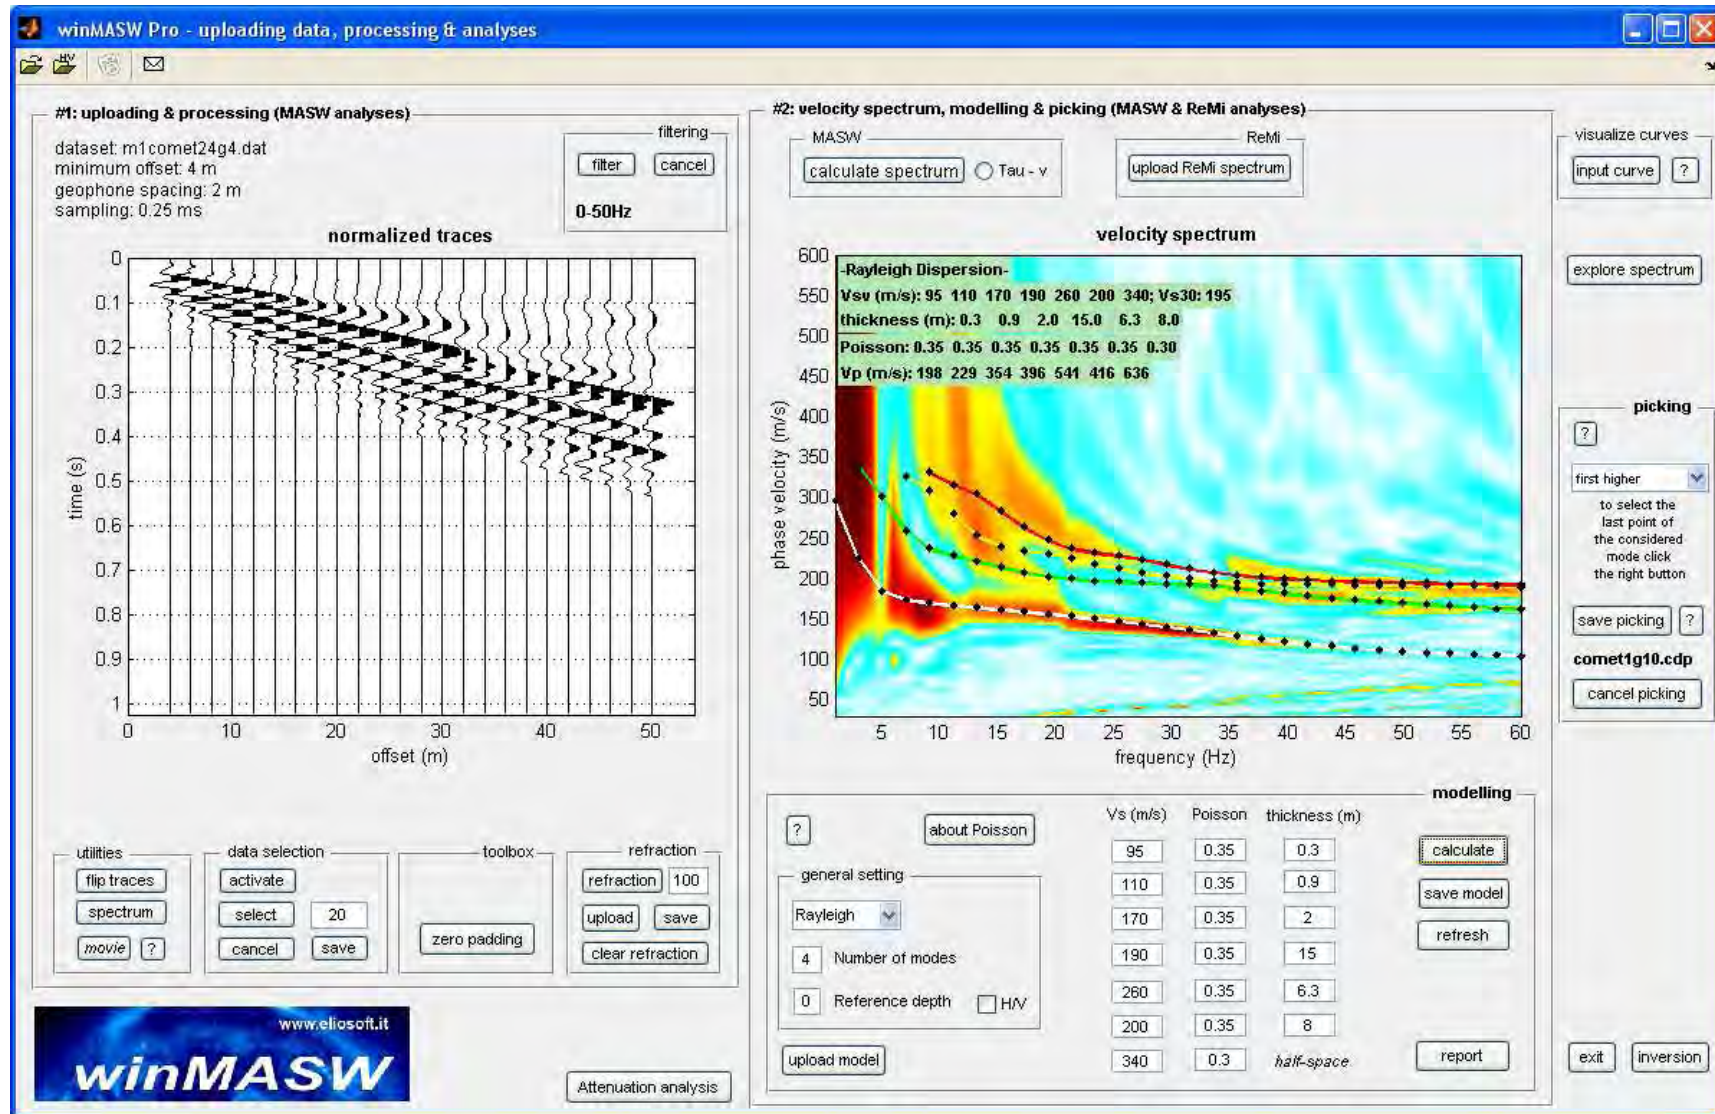 winMASW Pro - uploading data, processing & analyses
HV
#1: uploading & processing (MASW analyses)
dataset: m1comet24g4.dat
minimum offset: 4 m
geophone spacing: 2 m
sampling: 0.25 ms
filtering
filter cancel
0-50Hz
normalized traces
0
0.1
0.2
0.3
0.4
0.5
0.6
0.7
0.8
0.9
1
time (s)
0 10 20 30 40 50
offset (m)
utilities
flip traces
spectrum
movie ?
data selection
activate
select 20
cancel save
toolbox
zero padding
refraction
refraction 100
upload save
clear refraction
www.eliosoft.it
winMASW
Attenuation analysis
#2: velocity spectrum, modelling & picking (MASW & ReMi analyses)
MASW
calculate spectrum Tau - v
ReMi
upload ReMi spectrum
velocity spectrum
600
550
500
450
400
350
300
250
200
150
100
50
phase velocity (m/s)
-Rayleigh Dispersion-
Vsv (m/s): 95 110 170 190 260 200 340; Vs30: 195
thickness (m): 0.3 0.9 2.0 15.0 6.3 8.0
Poisson: 0.35 0.35 0.35 0.35 0.35 0.35 0.30
Vp (m/s): 198 229 354 396 541 416 636
5 10 15 20 25 30 35 40 45 50 55 60
frequency (Hz)
modelling
? about Poisson
general setting
Rayleigh
4 Number of modes
0 Reference depth H/V
upload model
Vs (m/s) Poisson thickness (m)
95 0.35 0.3
110 0.35 0.9
170 0.35 2
190 0.35 15
260 0.35 6.3
200 0.35 8
340 0.3 half-space
calculate
save model
refresh
report
visualize curves
input curve ?
explore spectrum
picking
?
first higher
to select the
last point of
the considered
mode click
the right button
save picking ?
comet1g10.cdp
cancel picking
exit inversion